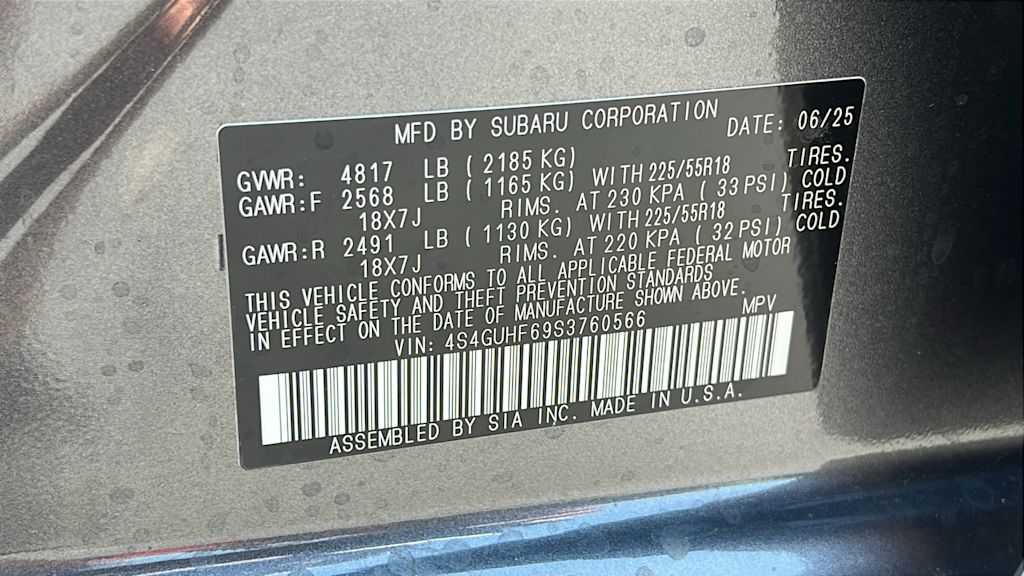 MFD BY SUBARU CORPORATION DATE: 06/25
GVWR: 4817 LB ( 2185 KG)
GAWR:F 2568 LB ( 1165 KG) WITH 225/55R18 TIRES.
18X7J RIMS. AT 230 KPA ( 33 PSI) COLD
GAWR:R 2491 LB ( 1130 KG) WITH 225/55R18 TIRES.
18X7J RIMS. AT 220 KPA ( 32 PSI) COLD
THIS VEHICLE CONFORMS TO ALL APPLICABLE FEDERAL MOTOR
VEHICLE SAFETY AND THEFT PREVENTION STANDARDS
IN EFFECT ON THE DATE OF MANUFACTURE SHOWN ABOVE.
VIN: 4S4GUHF69S3760566 MPV
ASSEMBLED BY SIA INC. MADE IN U.S.A.